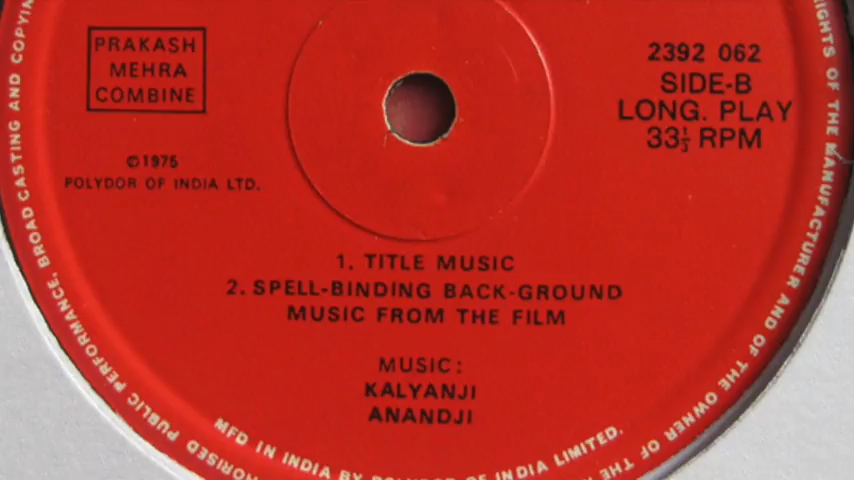 PRAKASH
MEHRA
COMBINE
©1975
POLYDOR OF INDIA LTD.
2392 062
SIDE-B
LONG. PLAY
33⅓ RPM
1. TITLE MUSIC
2. SPELL-BINDING BACK-GROUND
MUSIC FROM THE FILM
MUSIC:
KALYANJI
ANANDJI
RIGHTS OF THE MANUFACTURER AND OF THE OWNER OF THE
PUBLIC PERFORMANCE, BROADCASTING AND
MFD IN INDIA BY POLYDOR OF INDIA LIMITED.